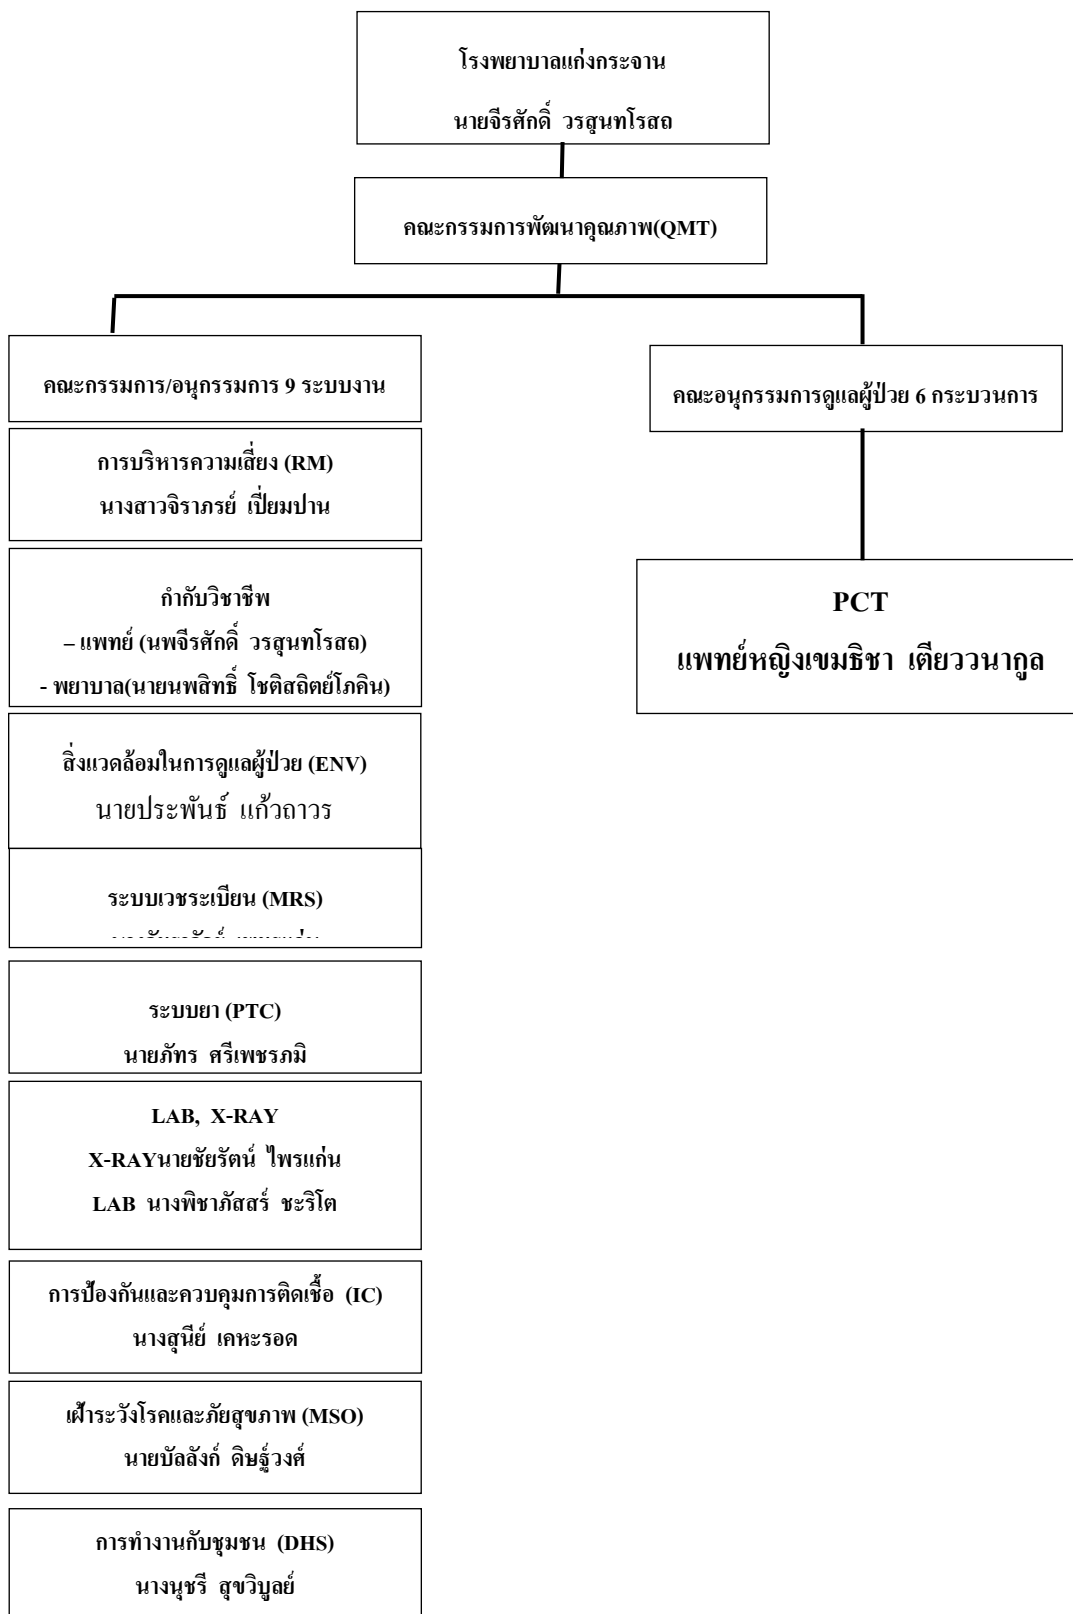 โรงพยาบาลแก่งกระจาน
นายจีรศักดิ์ วรสุนทโรสถ
คณะกรรมการพัฒนาคุณภาพ(QMT)
คณะกรรมการ/อนุกรรมการ 9 ระบบงาน
การบริหารความเสี่ยง (RM)
นางสาวจิราภรย์ เปี่ยมปาน
กำกับวิชาชีพ
– แพทย์ (นพจีรศักดิ์ วรสุนทโรสถ)
- พยาบาล(นายนพสิทธิ์ โชติสถิตย์โภคิน)
สิ่งแวดล้อมในการดูแลผู้ป่วย (ENV)
นายประพันธ์ แก้วถาวร
ระบบเวชระเบียน (MRS)
ระบบยา (PTC)
นายภัทร ศรีเพชรภมิ
LAB, X-RAY
X-RAYนายชัยรัตน์ ไพรแก่น
LAB นางพิชาภัสสร์ ชะริโต
การป้องกันและควบคุมการติดเชื้อ (IC)
นางสุนีย์ เคหะรอด
เฝ้าระวังโรคและภัยสุขภาพ (MSO)
นายบัลลังก์ ดิษฐ์วงศ์
การทำงานกับชุมชน (DHS)
นางนุชรี สุขวิบูลย์
คณะอนุกรรมการดูแลผู้ป่วย 6 กระบวนการ
PCT
แพทย์หญิงเขมธิชา เตียววนากูล